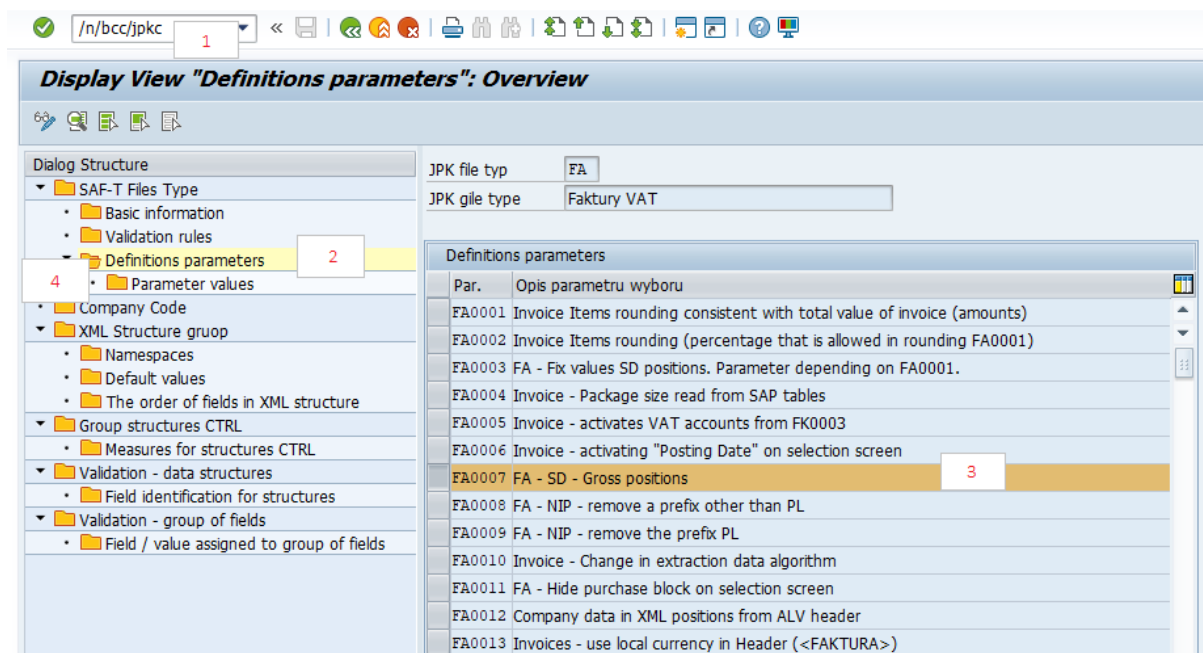 /n/bcc/jpkc
1
Display View "Definitions parameters": Overview
Dialog Structure
SAF-T Files Type
Basic information
Validation rules
Definitions parameters
2
4
Parameter values
Company Code
XML Structure gruop
Namespaces
Default values
The order of fields in XML structure
Group structures CTRL
Measures for structures CTRL
Validation - data structures
Field identification for structures
Validation - group of fields
Field / value assigned to group of fields
JPK file typ FA
JPK gile type Faktury VAT
Definitions parameters
Par. Opis parametru wyboru
FA0001 Invoice Items rounding consistent with total value of invoice (amounts)
FA0002 Invoice Items rounding (percentage that is allowed in rounding FA0001)
FA0003 FA - Fix values SD positions. Parameter depending on FA0001.
FA0004 Invoice - Package size read from SAP tables
FA0005 Invoice - activates VAT accounts from FK0003
FA0006 Invoice - activating "Posting Date" on selection screen
FA0007 FA - SD - Gross positions
3
FA0008 FA - NIP - remove a prefix other than PL
FA0009 FA - NIP - remove the prefix PL
FA0010 Invoice - Change in extraction data algorithm
FA0011 FA - Hide purchase block on selection screen
FA0012 Company data in XML positions from ALV header
FA0013 Invoices - use local currency in Header (<FAKTURA>)